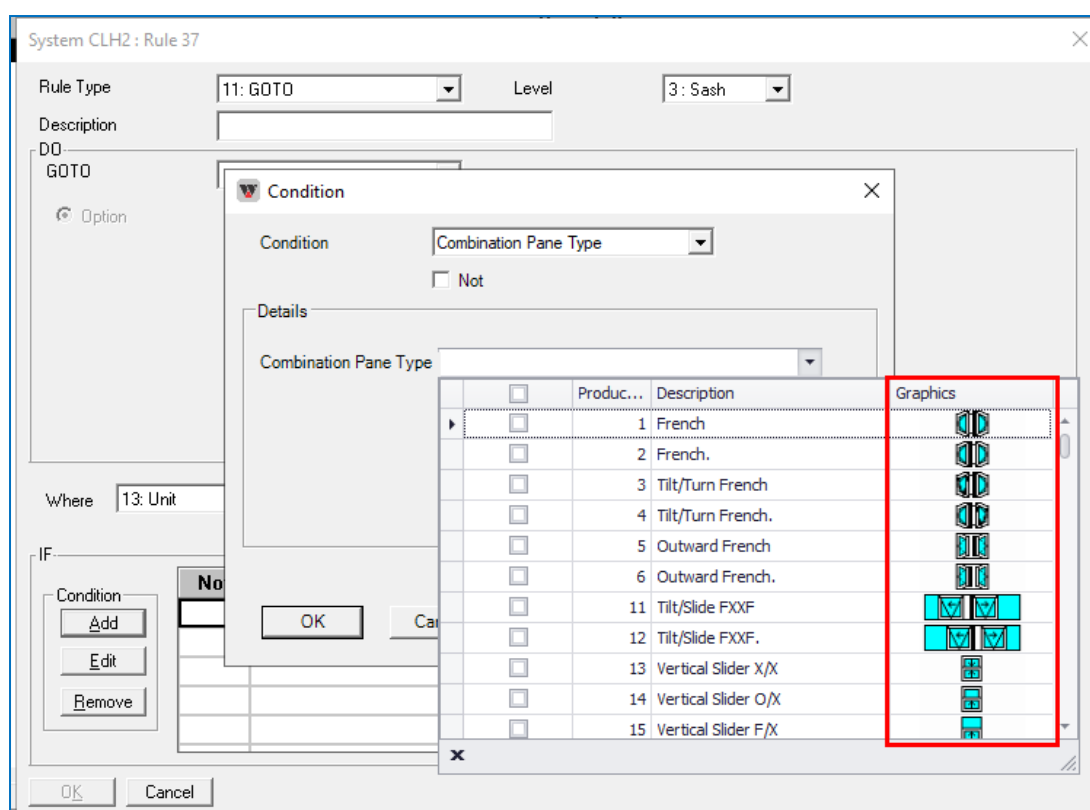 System CLH2 : Rule 37
Rule Type 11: GOTO Level 3 : Sash
Description
DO
GOTO
Option
Condition
Condition Combination Pane Type
Not
Details
Combination Pane Type
Produc... Description Graphics
1 French
2 French.
3 Tilt/Turn French
4 Tilt/Turn French.
5 Outward French
6 Outward French.
11 Tilt/Slide FXXF
12 Tilt/Slide FXXF.
13 Vertical Slider X/X
14 Vertical Slider O/X
15 Vertical Slider F/X
OK
Where 13: Unit
IF
Condition
Add
Edit
Remove
OK Cancel